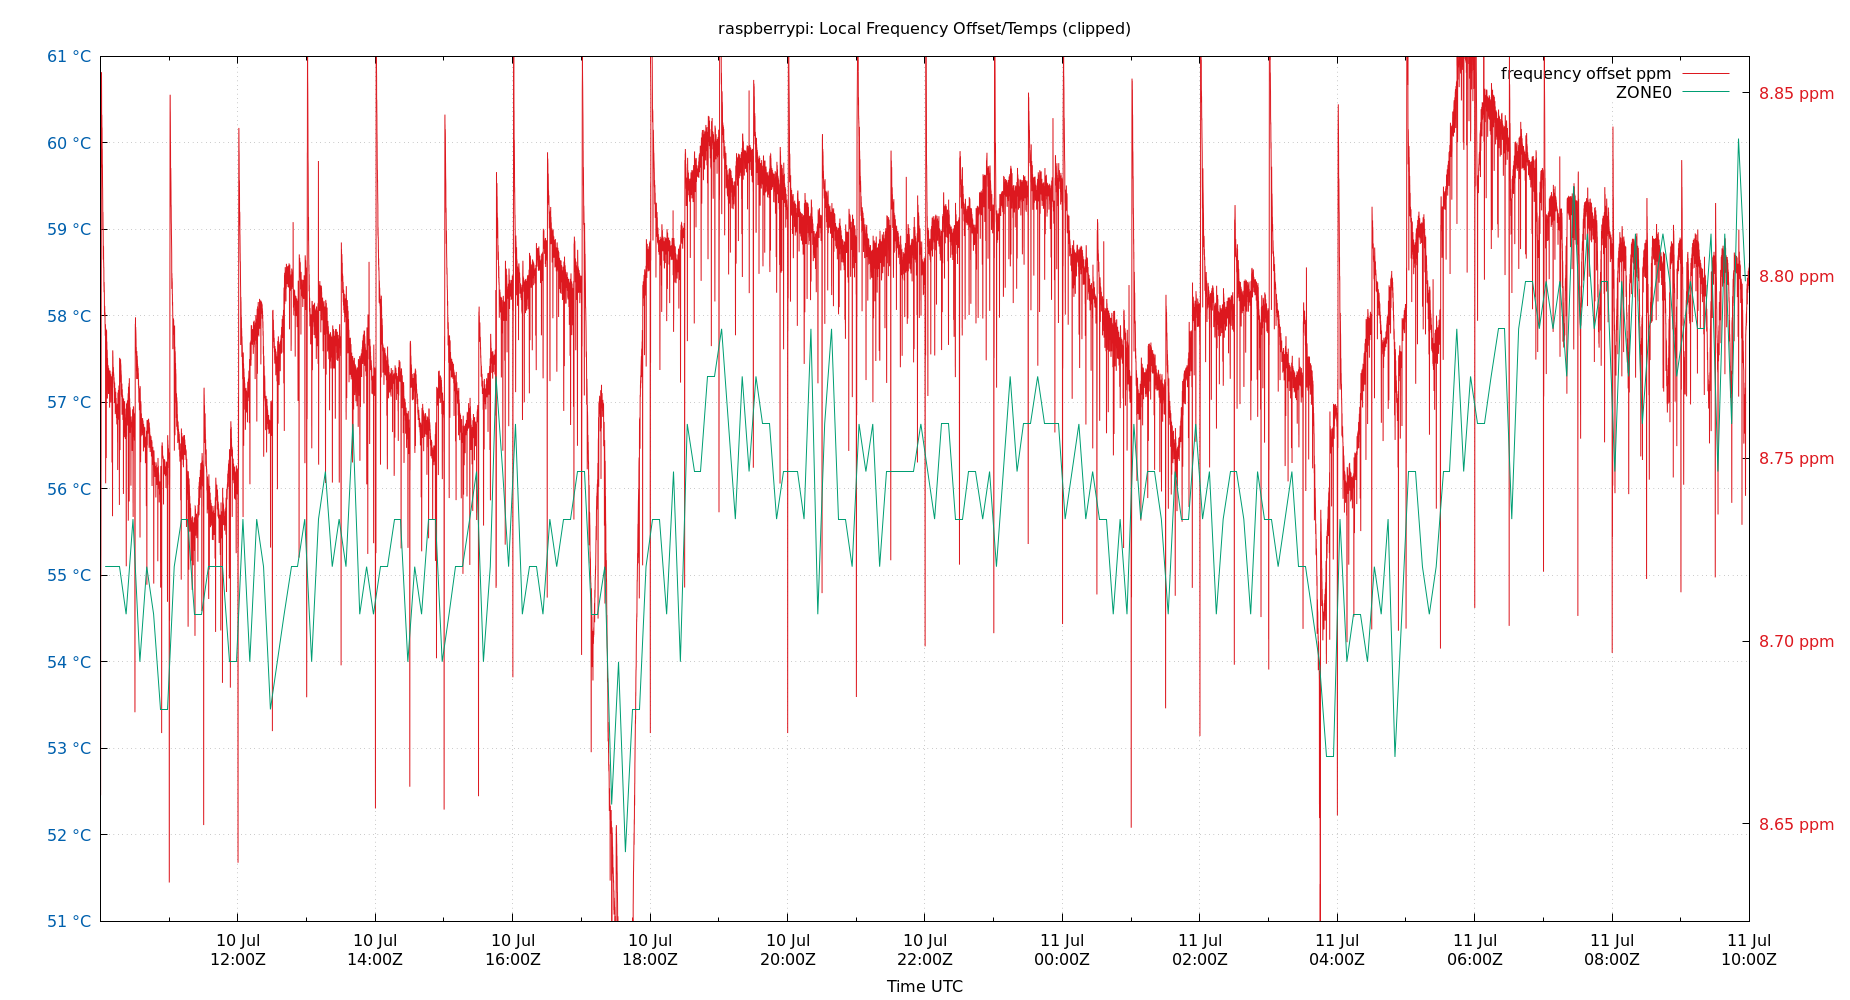 raspberrypi: Local Frequency Offset/Temps (clipped)
frequency offset ppm
ZONE0
61 °C
60 °C
59 °C
58 °C
57 °C
56 °C
55 °C
54 °C
53 °C
52 °C
51 °C
8.85 ppm
8.80 ppm
8.75 ppm
8.70 ppm
8.65 ppm
10 Jul 10 Jul 10 Jul 10 Jul 10 Jul 10 Jul 11 Jul 11 Jul 11 Jul 11 Jul 11 Jul 11 Jul
12:00Z 14:00Z 16:00Z 18:00Z 20:00Z 22:00Z 00:00Z 02:00Z 04:00Z 06:00Z 08:00Z 10:00Z
Time UTC